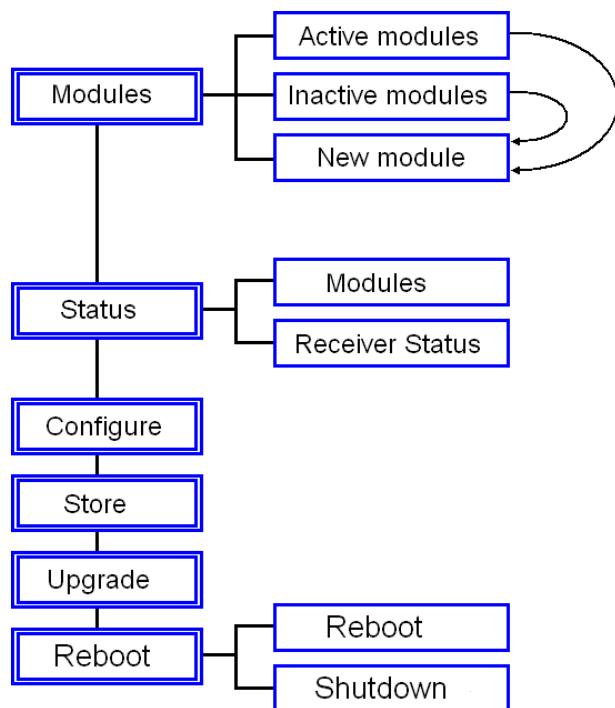 Modules
Active modules
Inactive modules
New module
Status
Modules
Receiver Status
Configure
Store
Upgrade
Reboot
Reboot
Shutdown